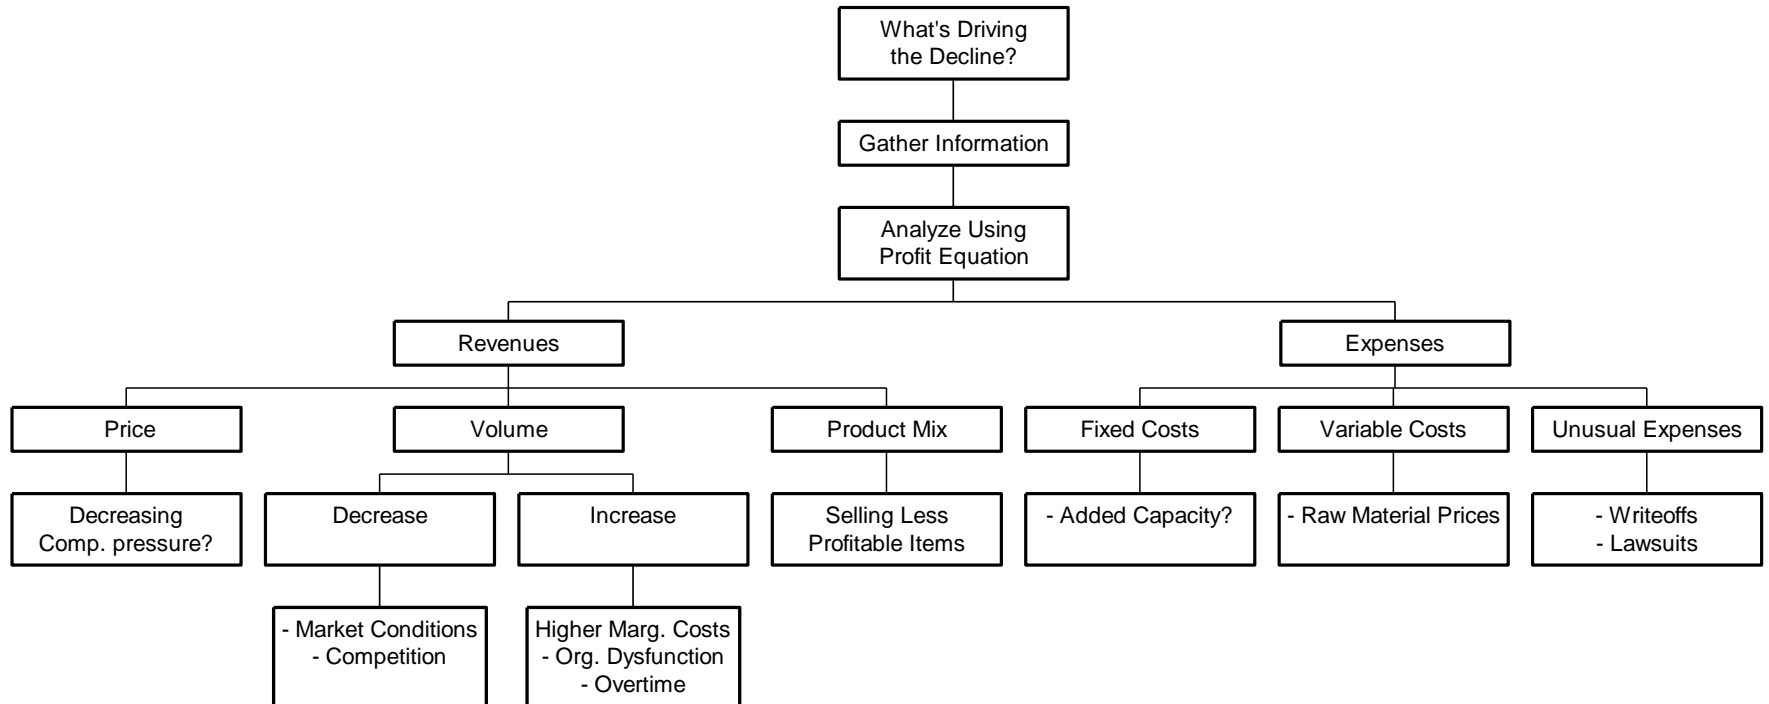 What's Driving
the Decline?
Gather Information
Analyze Using
Profit Equation
Revenues
Expenses
Price
Volume
Product Mix
Fixed Costs
Variable Costs
Unusual Expenses
Decreasing
Comp. pressure?
Decrease
Increase
Selling Less
Profitable Items
- Added Capacity?
- Raw Material Prices
- Writeoffs
- Lawsuits
- Market Conditions
- Competition
Higher Marg. Costs
- Org. Dysfunction
- Overtime